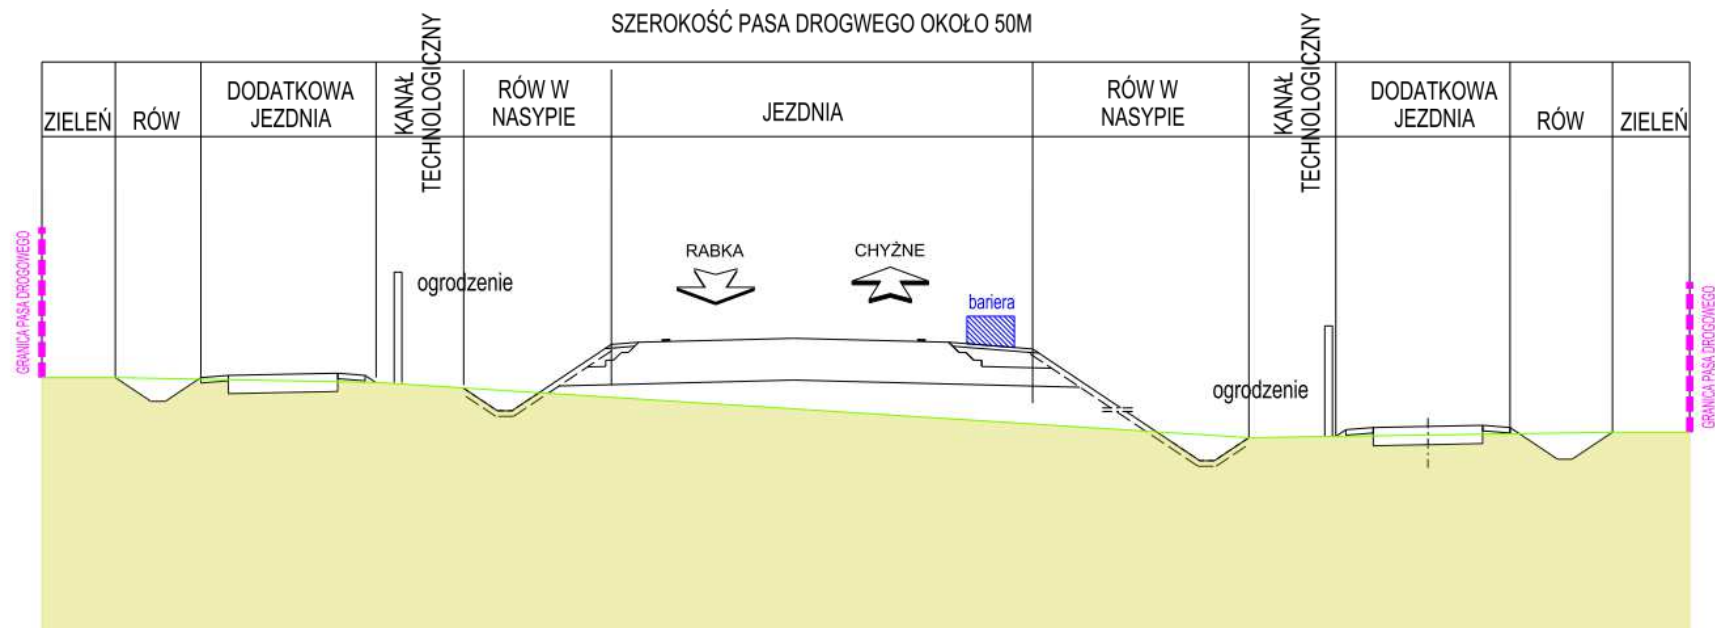 SZEROKOŚĆ PASA DROGWEGO OKOŁO 50M
ZIELEŃ
RÓW
DODATKOWA
JEZDNIA
KANAŁ
TECHNOLOGICZNY
RÓW W
NASYPIE
JEZDNIA
RÓW W
NASYPIE
KANAŁ
TECHNOLOGICZNY
DODATKOWA
JEZDNIA
RÓW
ZIELEŃ
GRANICA PASA DROGOWEGO
ogrodzenie
RABKA
CHYŻNE
bariera
ogrodzenie
GRANICA PASA DROGOWEGO